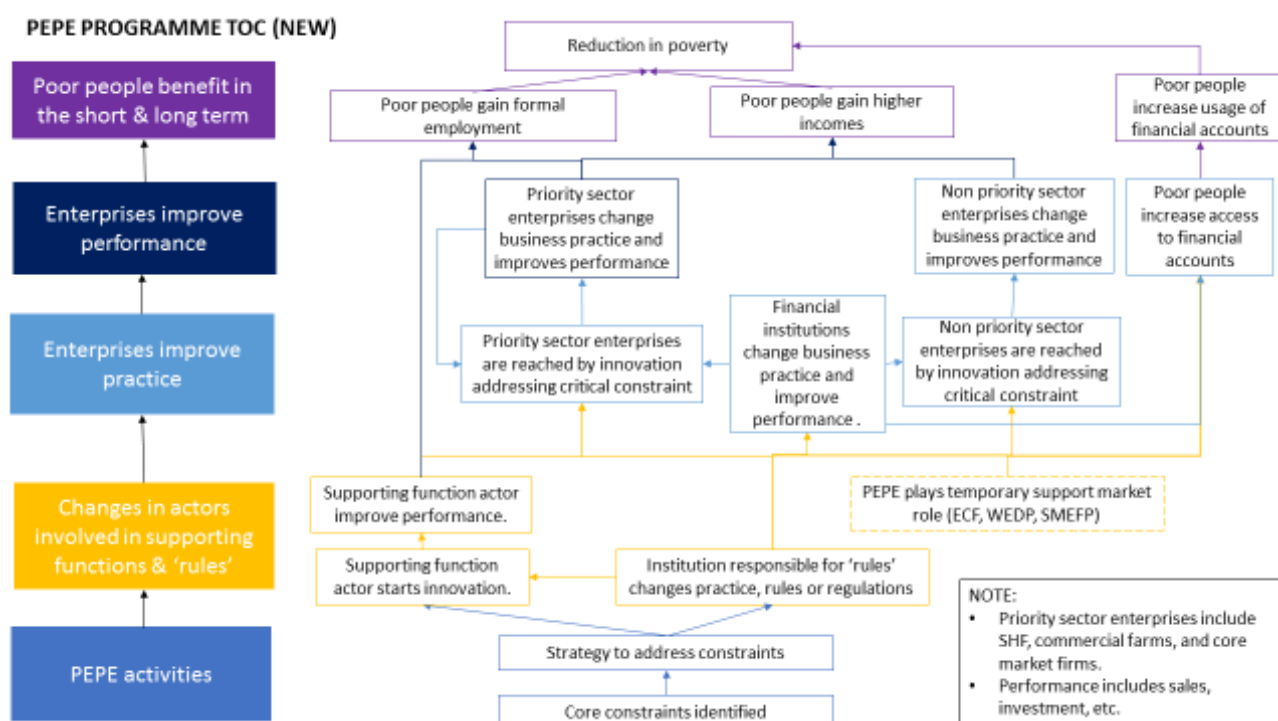 PEPE PROGRAMME TOC (NEW)
Poor people benefit in
the short & long term
Enterprises improve
performance
Enterprises improve
practice
Changes in actors
involved in supporting
functions & ‘rules’
PEPE activities
Reduction in poverty
Poor people gain formal
employment
Poor people gain higher
incomes
Poor people
increase usage of
financial accounts
Priority sector
enterprises change
business practice and
improves performance
Non priority sector
enterprises change
business practice and
improves performance
Poor people
increase access
to financial
accounts
Priority sector enterprises
are reached by innovation
addressing critical constraint
Financial
institutions
change business
practice and
improve
performance .
Non priority sector
enterprises are reached
by innovation addressing
critical constraint
Supporting function actor
improve performance.
PEPE plays temporary support market
role (ECF, WEDP, SMEFP)
Supporting function
actor starts innovation.
Institution responsible for ‘rules’
changes practice, rules or regulations
Strategy to address constraints
Core constraints identified
NOTE:
• Priority sector enterprises include
SHF, commercial farms, and core
market firms.
• Performance includes sales,
investment, etc.